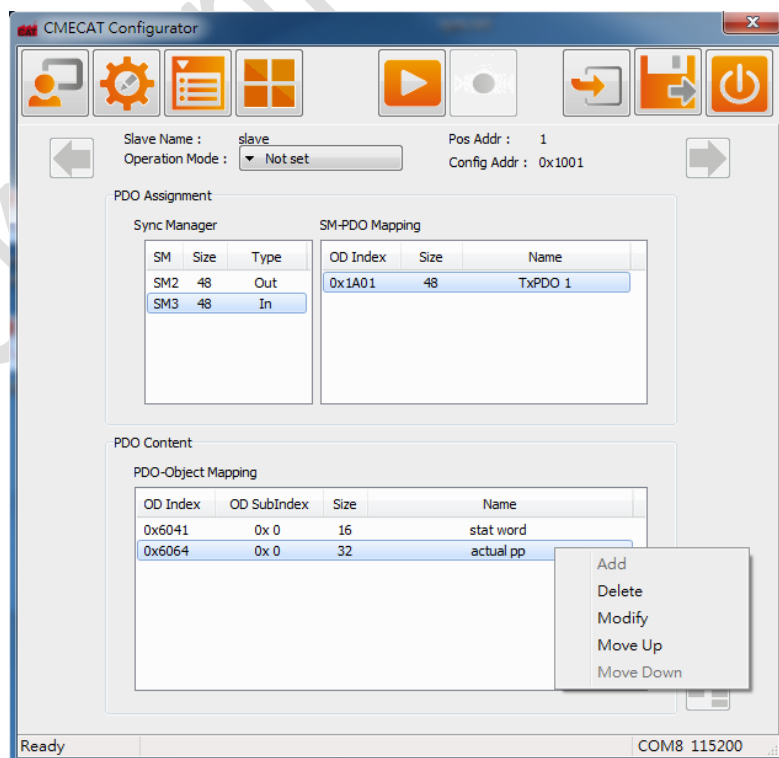 CAT CMECAT Configurator
Slave Name : slave Pos Addr : 1
Operation Mode : Not set Config Addr : 0x1001
PDO Assignment
Sync Manager SM-PDO Mapping
SM Size Type OD Index Size Name
SM2 48 Out 0x1A01 48 TxPDO 1
SM3 48 In
PDO Content
PDO-Object Mapping
OD Index OD SubIndex Size Name
0x6041 0x 0 16 stat word
0x6064 0x 0 32 actual pp
Add
Delete
Modify
Move Up
Move Down
Ready COM8 115200